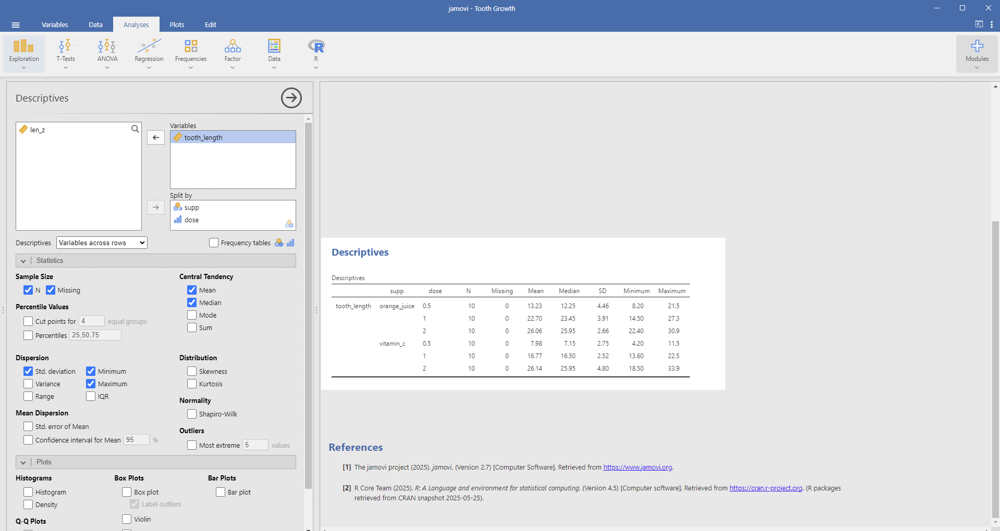 jamovi - Tooth Growth
Variables Data Analyses Plots Edit
Exploration T-Tests ANOVA Regression Frequencies Factor Data R Modules
Descriptives
len_z
Variables
tooth_length
Split by
supp
dose
Descriptives Variables across rows Frequency tables
Statistics
Sample Size Central Tendency
N Missing Mean
Median
Percentile Values
Mode
Cut points for 4 equal groups
Sum
Percentiles 25,50,75
Dispersion Distribution
Std. deviation Minimum Skewness
Variance Maximum Kurtosis
Range IQR
Normality
Mean Dispersion
Shapiro-Wilk
Std. error of Mean
Outliers
Confidence interval for Mean 95 %
Most extreme 5 values
Plots
Histograms Box Plots Bar Plots
Histogram Box plot Bar plot
Density Label outliers
Q-Q Plots Violin
Descriptives
Descriptives
supp dose N Missing Mean Median SD Minimum Maximum
tooth_length orange_juice 0.5 10 0 13.23 12.25 4.46 8.20 21.5
1 10 0 22.70 23.45 3.91 14.50 27.3
2 10 0 26.06 25.95 2.66 22.40 30.9
vitamin_c 0.5 10 0 7.98 7.15 2.75 4.20 11.5
1 10 0 16.77 16.50 2.52 13.60 22.5
2 10 0 26.14 25.95 4.80 18.50 33.9
References
[1] The jamovi project (2025). jamovi. (Version 2.7) [Computer Software]. Retrieved from https://www.jamovi.org.
[2] R Core Team (2025). R: A Language and environment for statistical computing. (Version 4.5) [Computer software]. Retrieved from https://cran.r-project.org. (R packages
retrieved from CRAN snapshot 2025-05-25).